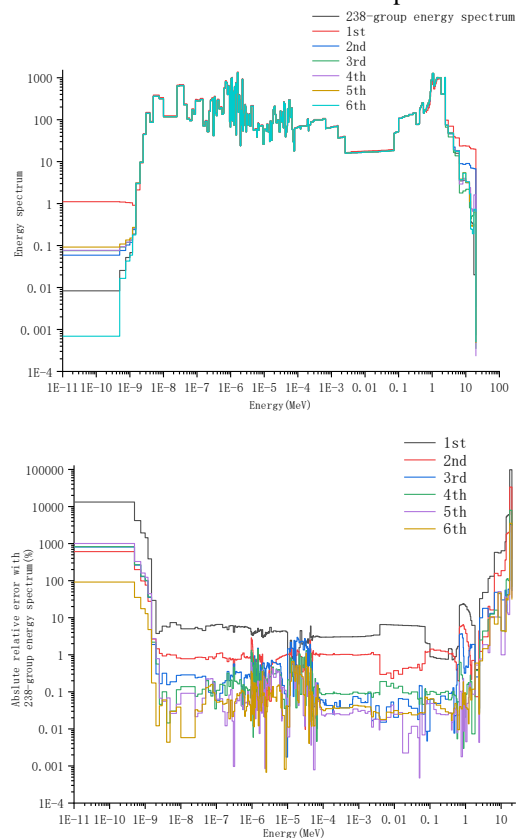 238-group energy spectrum
1st
2nd
3rd
4th
5th
6th
1000
100
10
1
0.1
0.01
0.001
1E-4
Energy spectrum
1E-11 1E-10 1E-9 1E-8 1E-7 1E-6 1E-5 1E-4 1E-3 0.01 0.1 1 10 100
Energy(MeV)
1st
2nd
3rd
4th
5th
6th
100000
10000
1000
100
10
1
0.1
0.01
0.001
1E-4
Abslute relative error with
238-group energy spectrum(%)
1E-11 1E-10 1E-9 1E-8 1E-7 1E-6 1E-5 1E-4 1E-3 0.01 0.1 1 10
Energy(MeV)